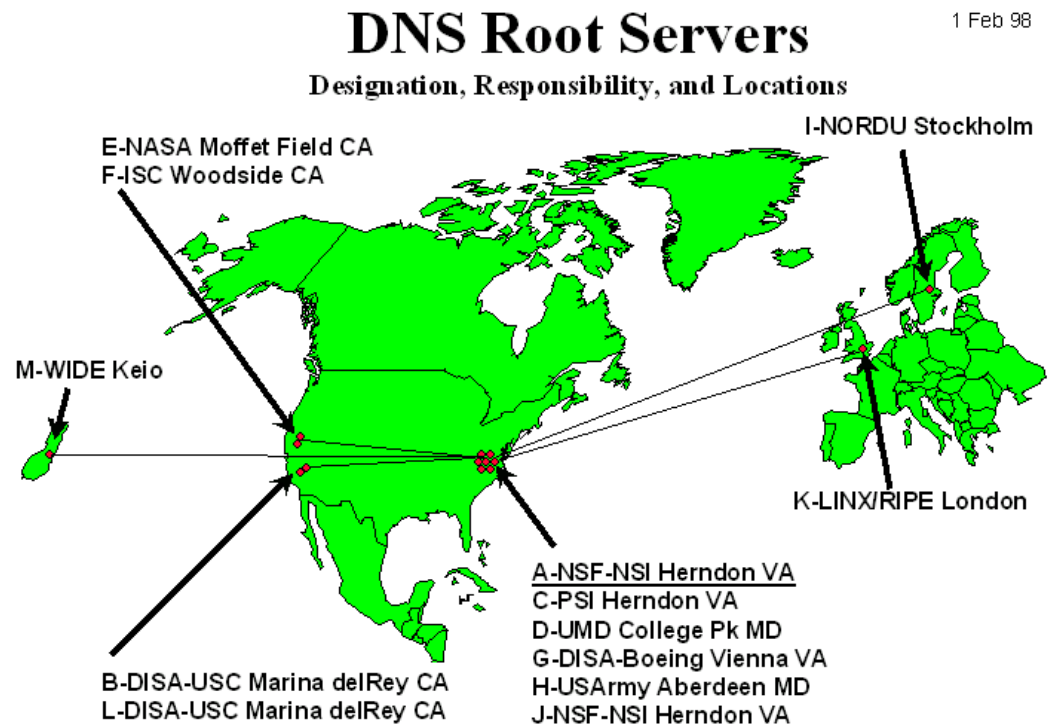 DNS Root Servers
1 Feb 98
Designation, Responsibility, and Locations
I-NORDU Stockholm
E-NASA Moffet Field CA
F-ISC Woodside CA
M-WIDE Keio
K-LINX/RIPE London
A-NSF-NSI Herndon VA
C-PSI Herndon VA
D-UMD College Pk MD
G-DISA-Boeing Vienna VA
H-USArmy Aberdeen MD
J-NSF-NSI Herndon VA
B-DISA-USC Marina delRey CA
L-DISA-USC Marina delRey CA